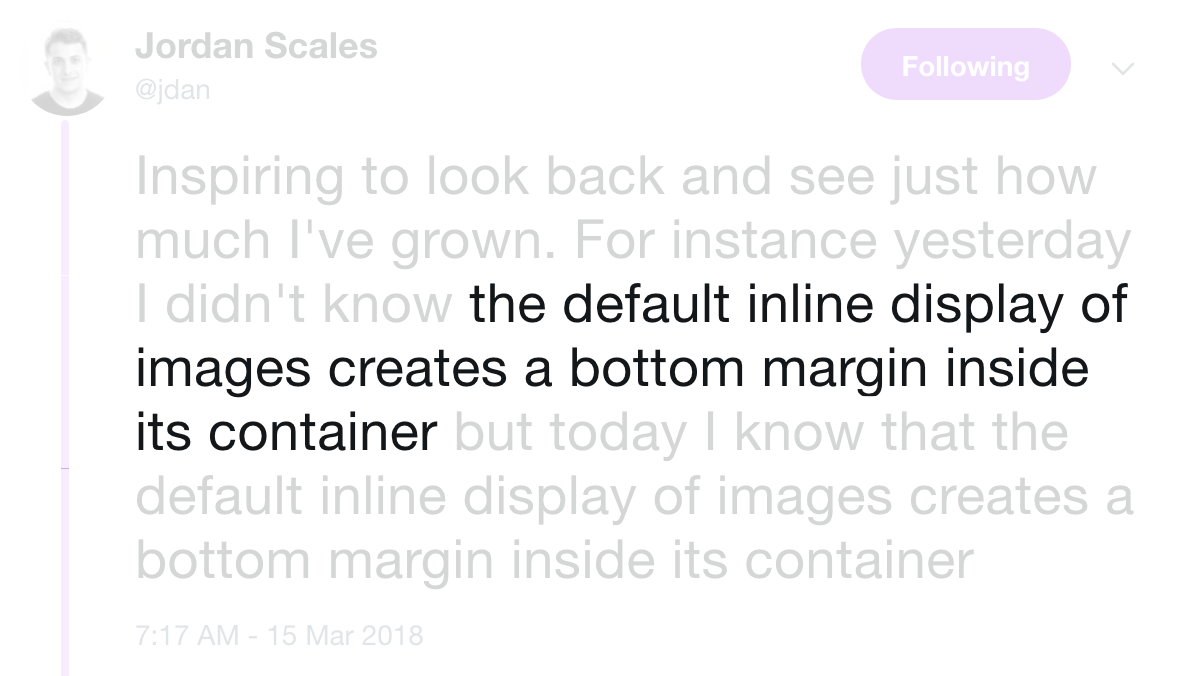 Jordan Scales
@jdan
Following
Inspiring to look back and see just how
much I've grown. For instance yesterday
I didn't know the default inline display of
images creates a bottom margin inside
its container but today I know that the
default inline display of images creates a
bottom margin inside its container
7:17 AM - 15 Mar 2018